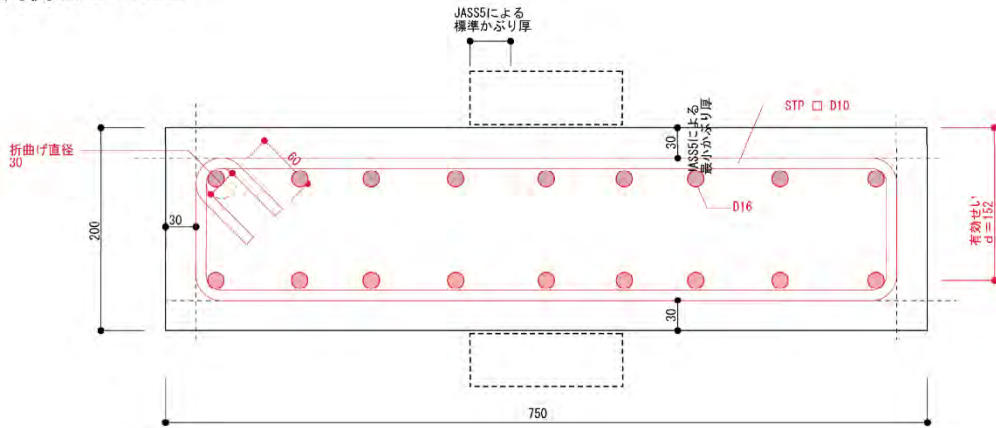 JASS5による
標準かぶり厚
JASS5による
最小かぶり厚
STP □ D10
折曲げ直径
30
60
30
30
200
D16
有効せい
d＝152
30
750